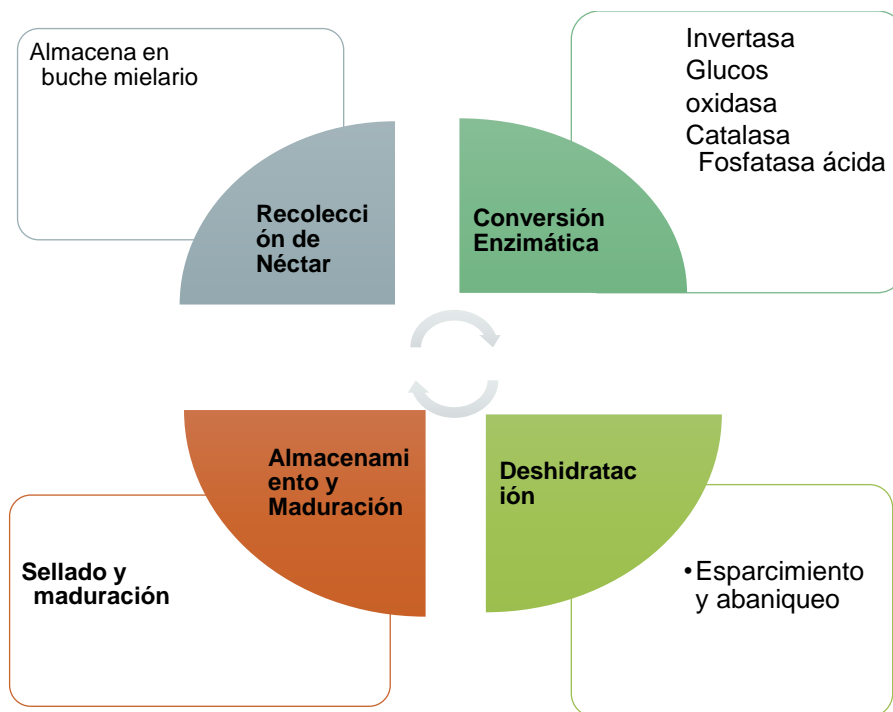 Almacena en
buche mielario
Recolecci
ón de
Néctar
Invertasa
Glucos
oxidasa
Catalasa
Fosfatasa ácida
Conversión
Enzimática
Almacenami
ento y
Maduración
Sellado y
maduración
Deshidratac
ión
• Esparcimiento
y abaniqueo